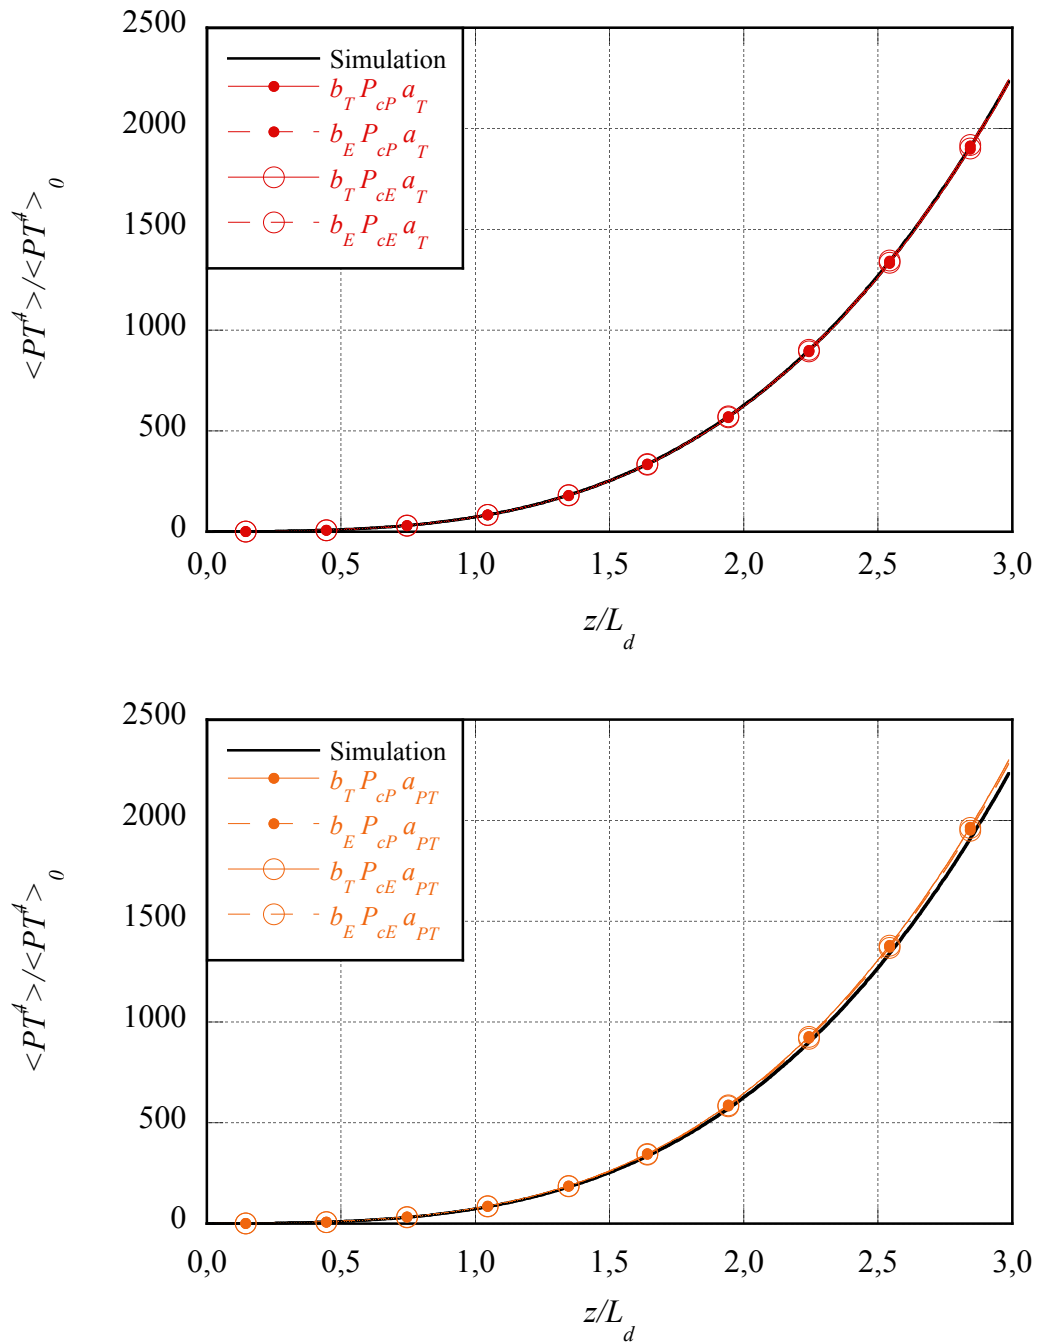 2500
2000
1500
1000
500
0
<PT⁴>/<PT⁴>₀
Simulation
b_T P_cP a_T
b_E P_cP a_T
b_T P_cE a_T
b_E P_cE a_T
0,0 0,5 1,0 1,5 2,0 2,5 3,0
z/L_d
2500
2000
1500
1000
500
0
<PT⁴>/<PT⁴>₀
Simulation
b_T P_cP a_PT
b_E P_cP a_PT
b_T P_cE a_PT
b_E P_cE a_PT
0,0 0,5 1,0 1,5 2,0 2,5 3,0
z/L_d